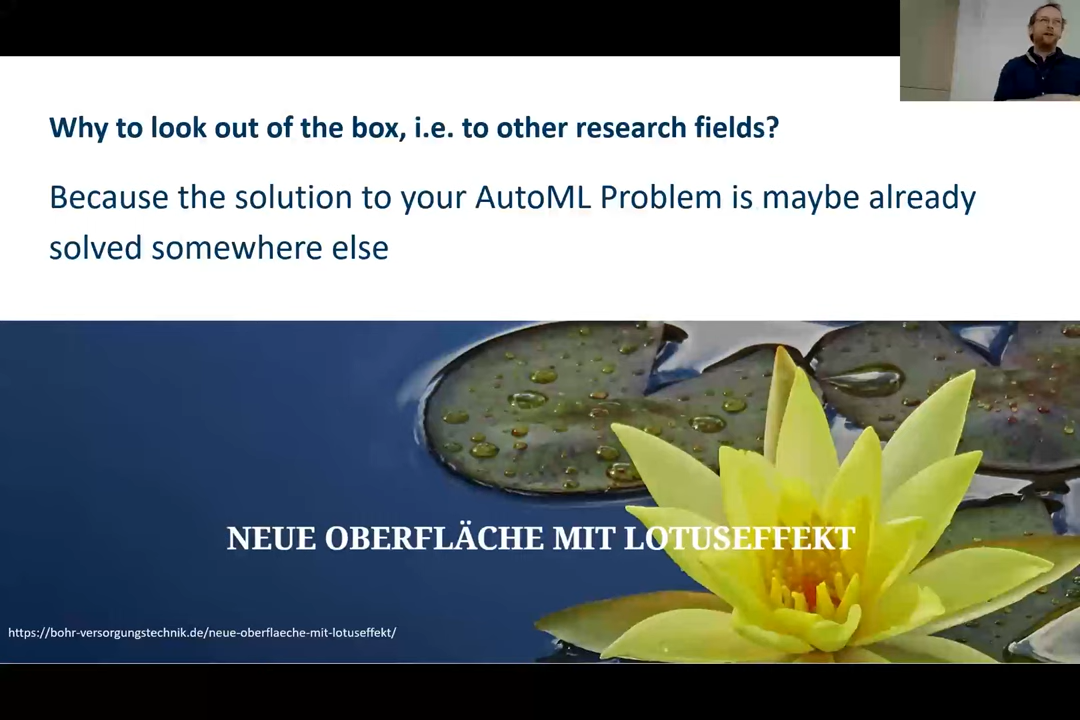 Why to look out of the box, i.e. to other research fields?
Because the solution to your AutoML Problem is maybe already
solved somewhere else
NEUE OBERFLÄCHE MIT LOTUSEFFEKT
https://bohr-versorgungstechnik.de/neue-oberflaeche-mit-lotuseffekt/